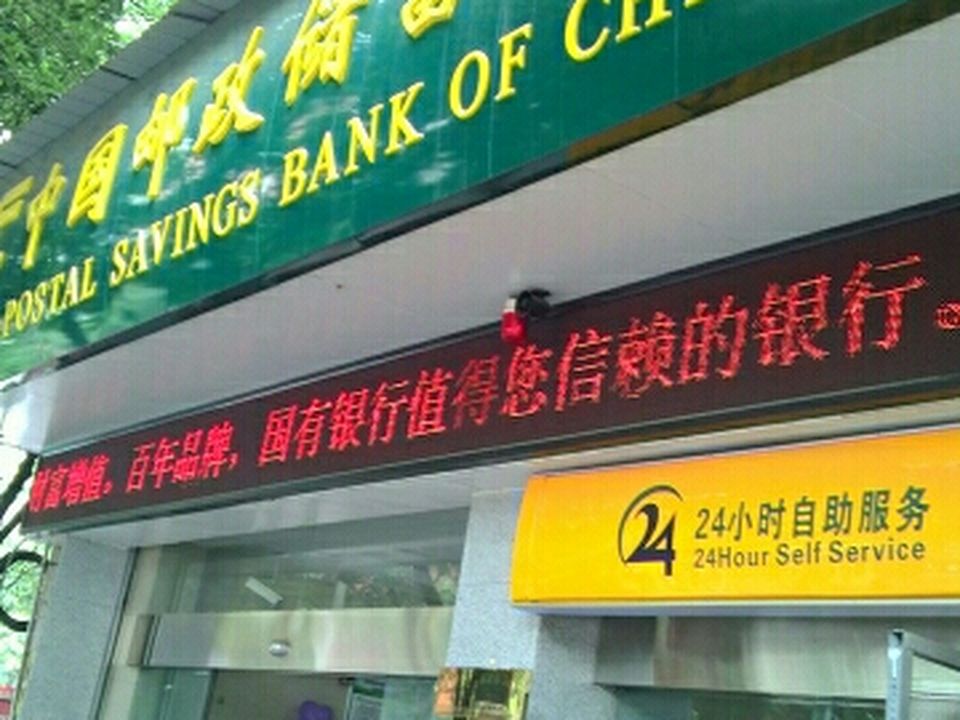 中国邮政储
POSTAL SAVINGS BANK OF CH
财富增值。百年品牌，国有银行值得您信赖的银行。
24 24小时自助服务
24Hour Self Service